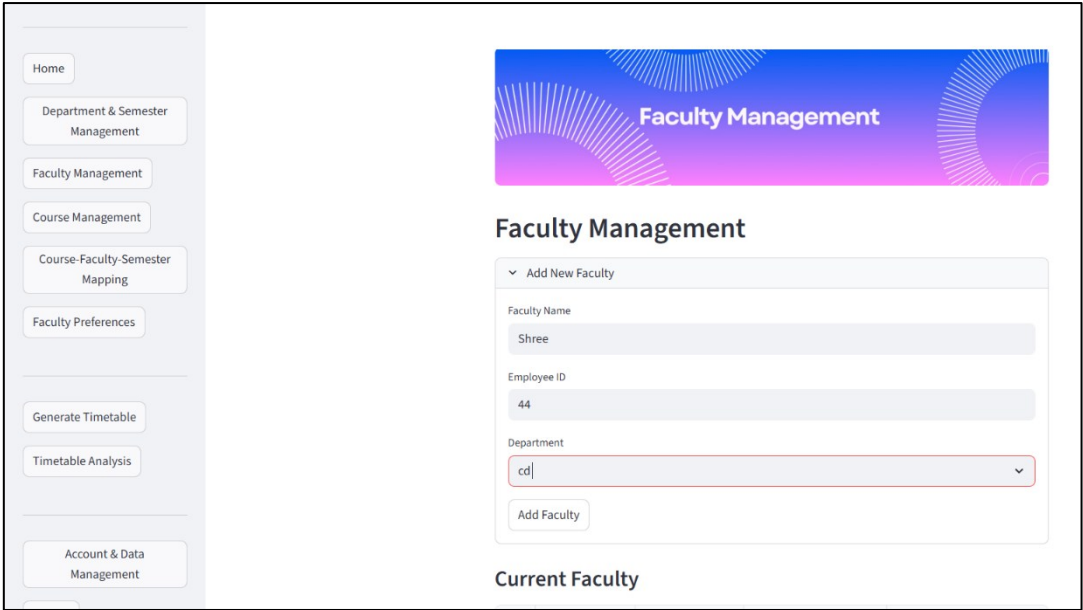 Home
Department & Semester
Management
Faculty Management
Course Management
Course-Faculty-Semester
Mapping
Faculty Preferences
Generate Timetable
Timetable Analysis
Account & Data
Management
Faculty Management
Faculty Management
Add New Faculty
Faculty Name
Shree
Employee ID
44
Department
cd
Add Faculty
Current Faculty